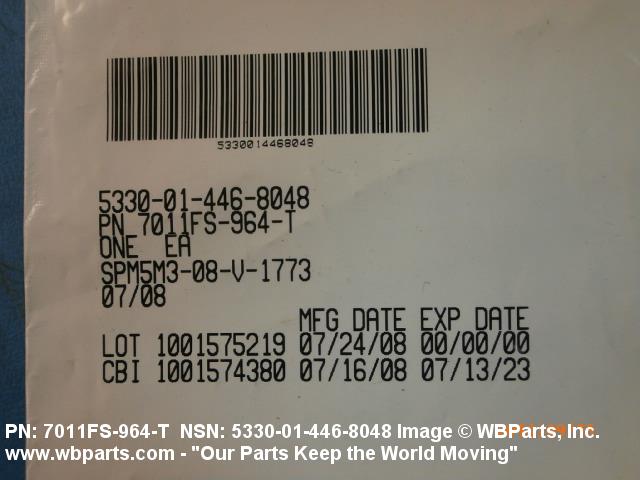 5330014468048
5330-01-446-8048
PN 7011FS-964-T
ONE EA
SPM5M3-08-V-1773
07/08
MFG DATE EXP DATE
LOT 1001575219 07/24/08 00/00/00
CBI 1001574380 07/16/08 07/13/23
PN: 7011FS-964-T NSN: 5330-01-446-8048 Image © WBParts, Inc.
www.wbparts.com - "Our Parts Keep the World Moving"